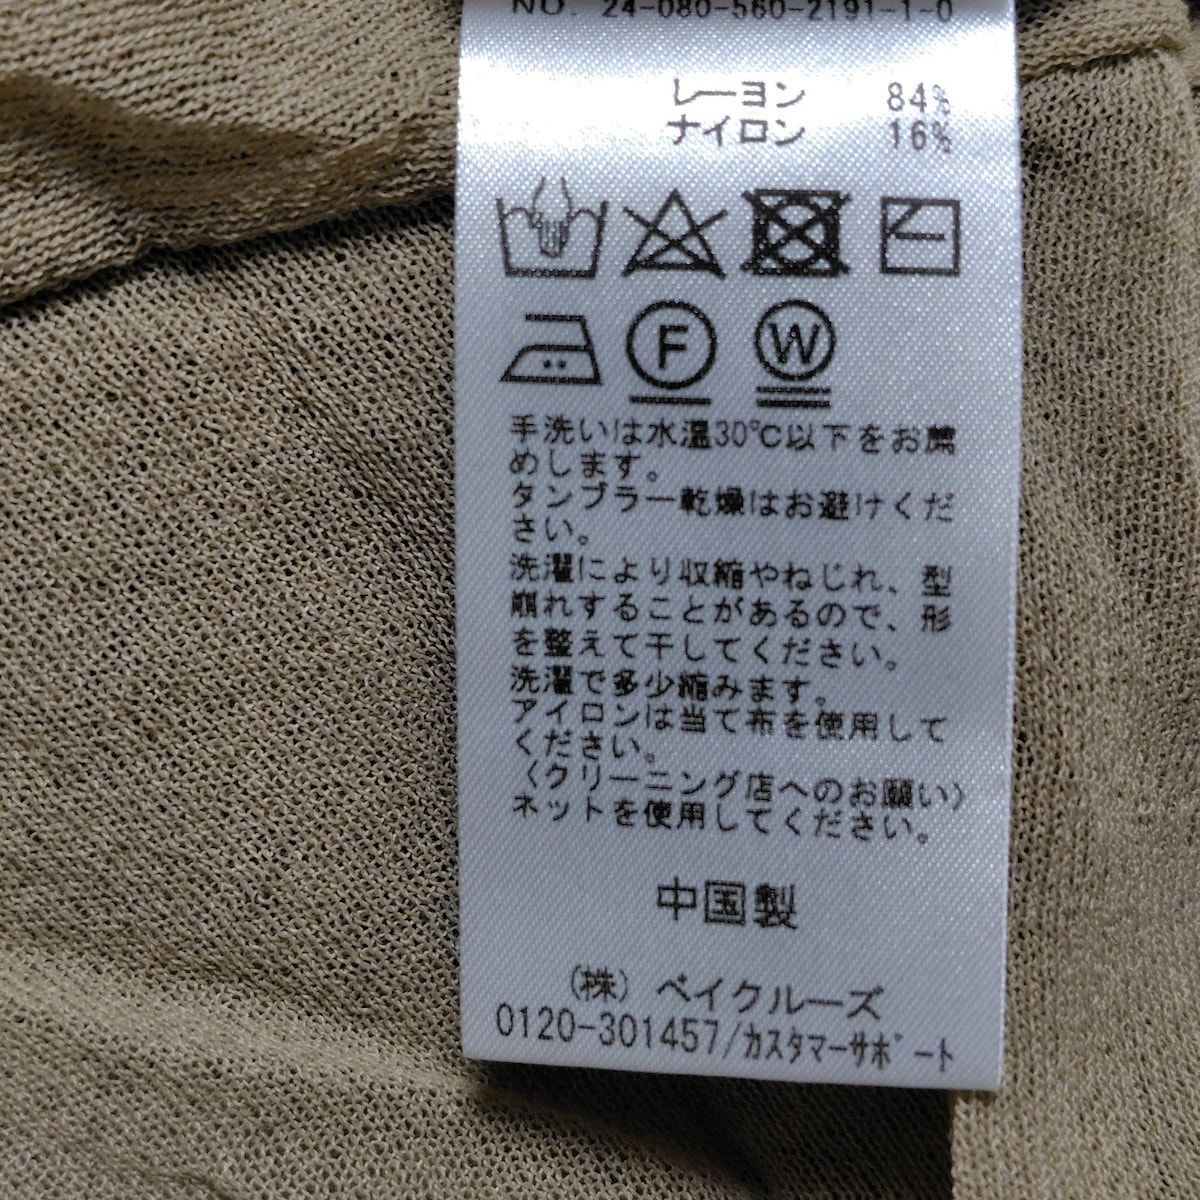 NO. 24-080-560-2191-1-0
レーヨン 84%
ナイロン 16%
F W
手洗いは水温30℃以下をお薦
めします。
タンブラー乾燥はお避けくだ
さい。
洗濯により収縮やねじれ、型
崩れすることがあるので、形
を整えて干してください。
洗濯で多少縮みます。
アイロンは当て布を使用して
ください。
〈クリーニング店へのお願い〉
ネットを使用してください。
中国製
(株) ベイクルーズ
0120-301457/カスタマーサポート